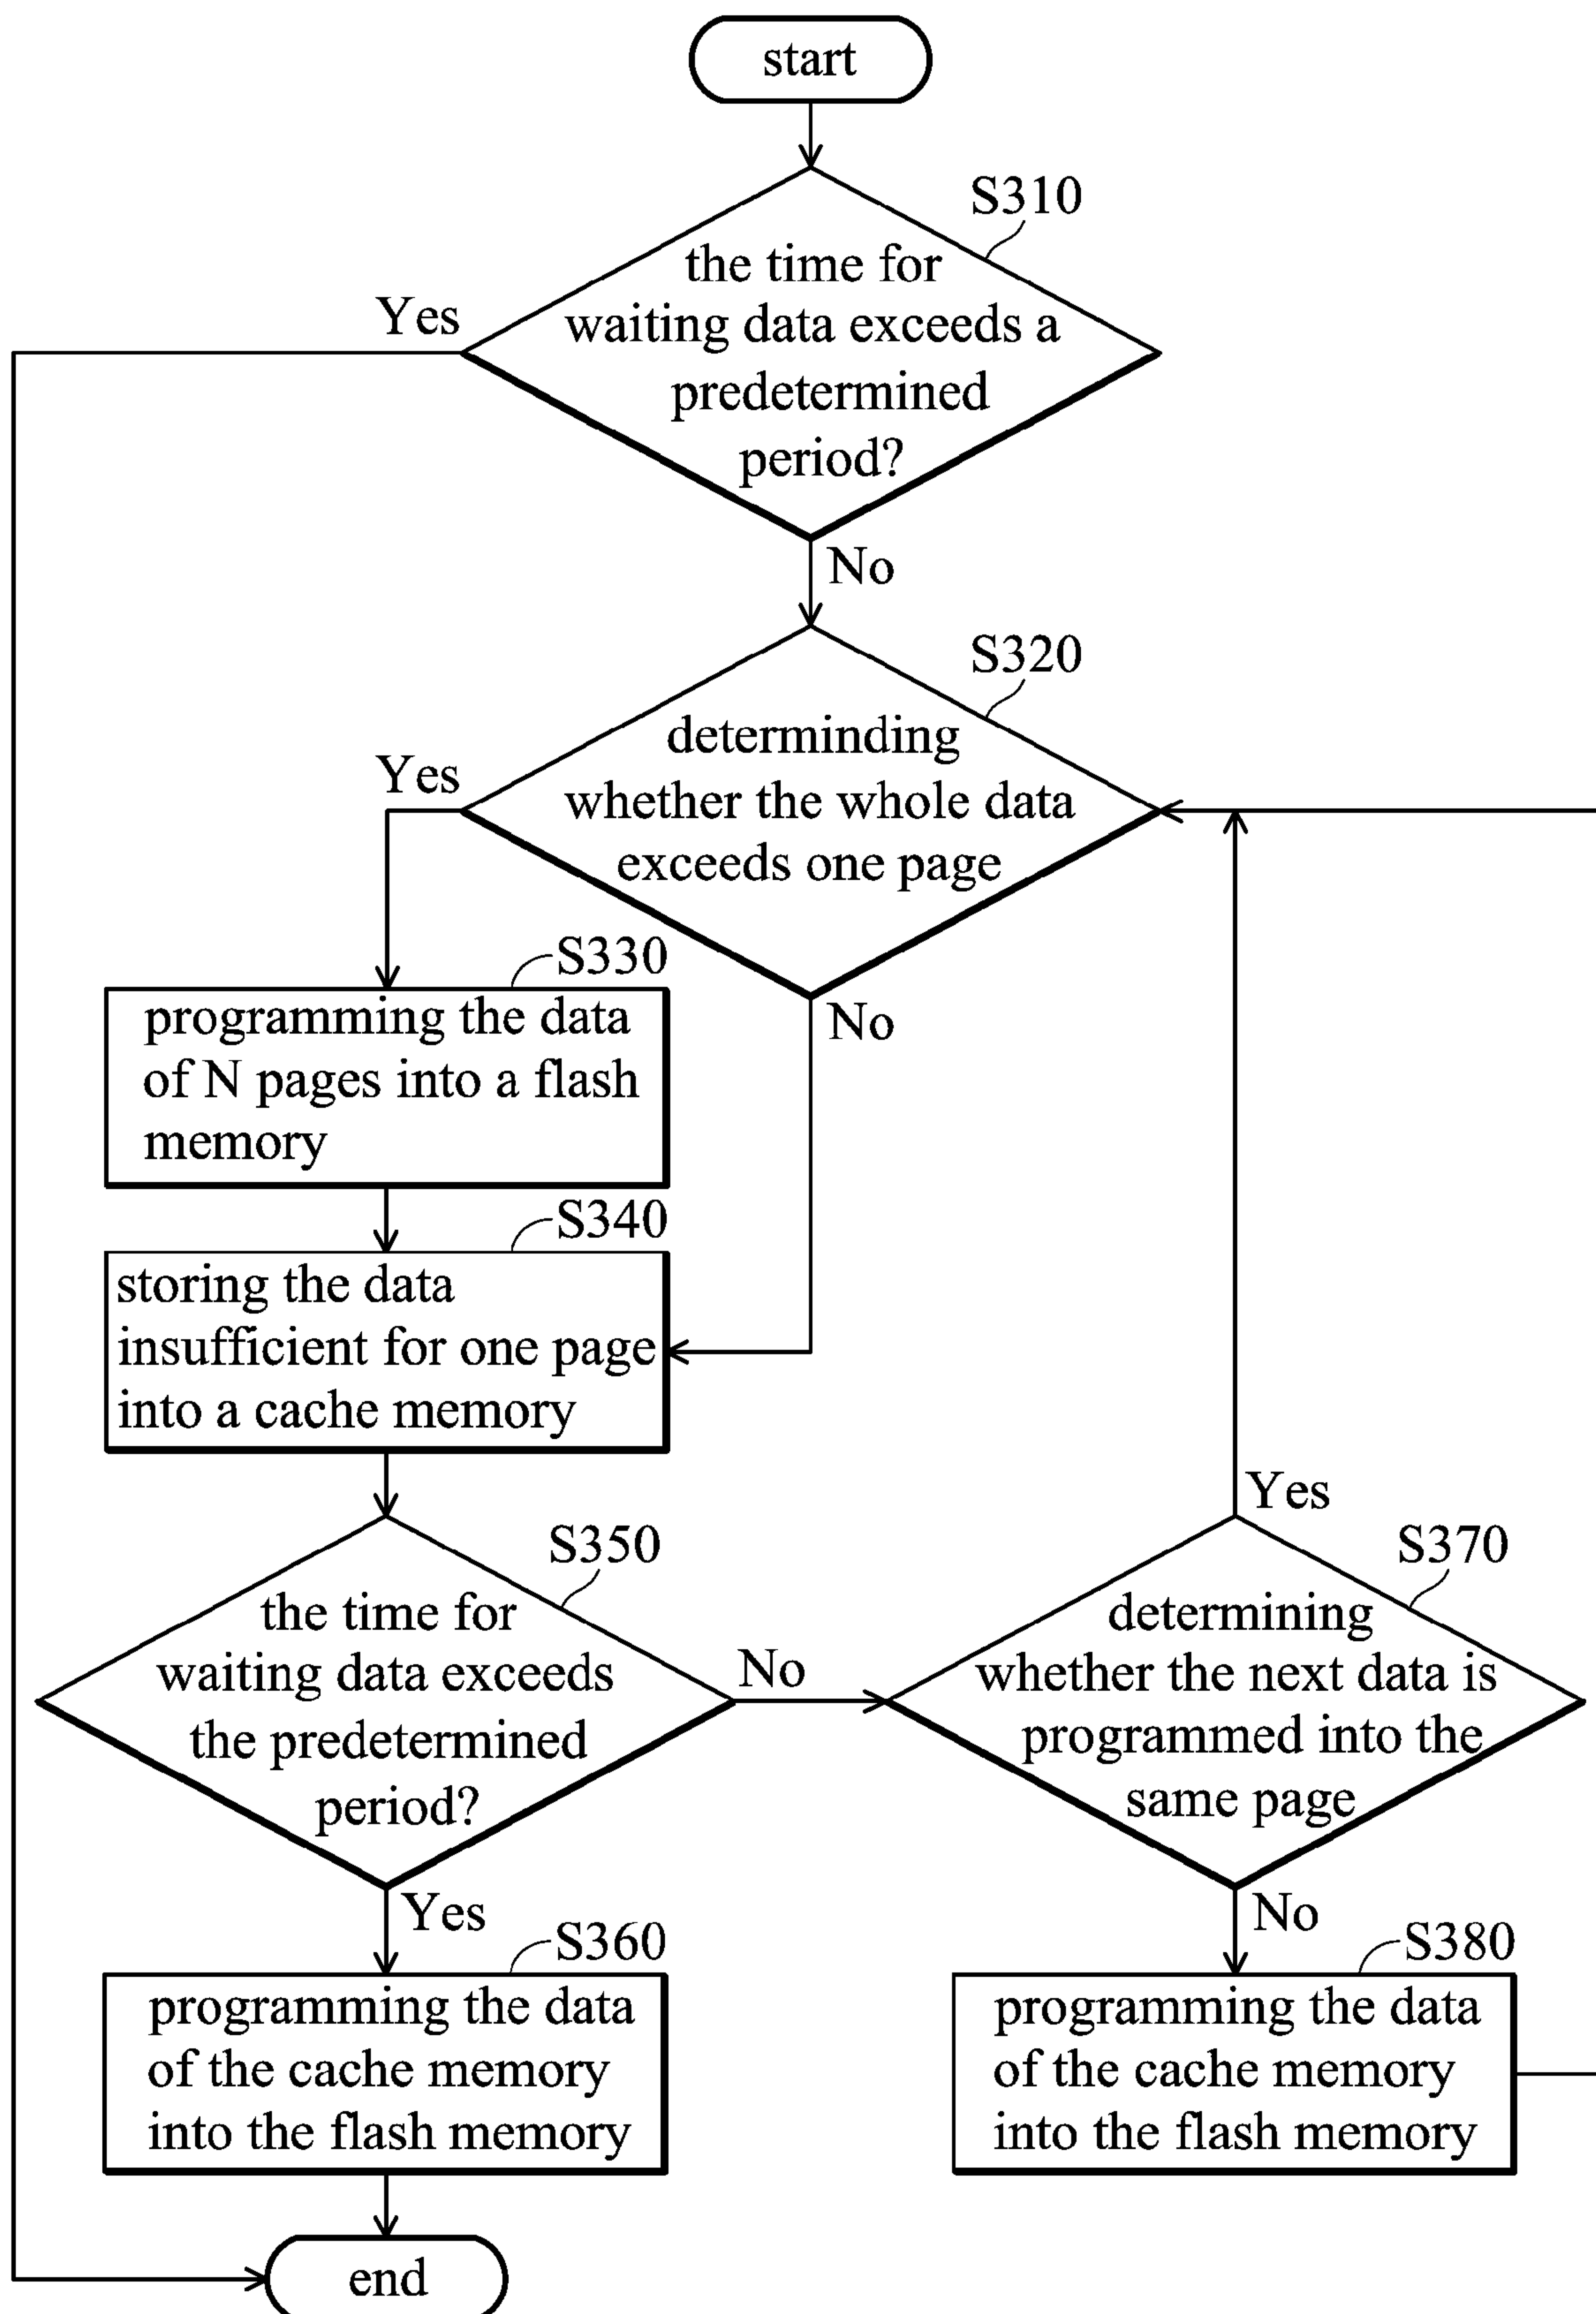 start
S310
the time for
waiting data exceeds a
predetermined
period?
Yes
No
S320
determinding
whether the whole data
exceeds one page
Yes
No
S330
programming the data
of N pages into a flash
memory
S340
storing the data
insufficient for one page
into a cache memory
S350
the time for
waiting data exceeds
the predetermined
period?
No
Yes
S370
determining
whether the next data is
programmed into the
same page
Yes
No
S360
programming the data
of the cache memory
into the flash memory
S380
programming the data
of the cache memory
into the flash memory
end